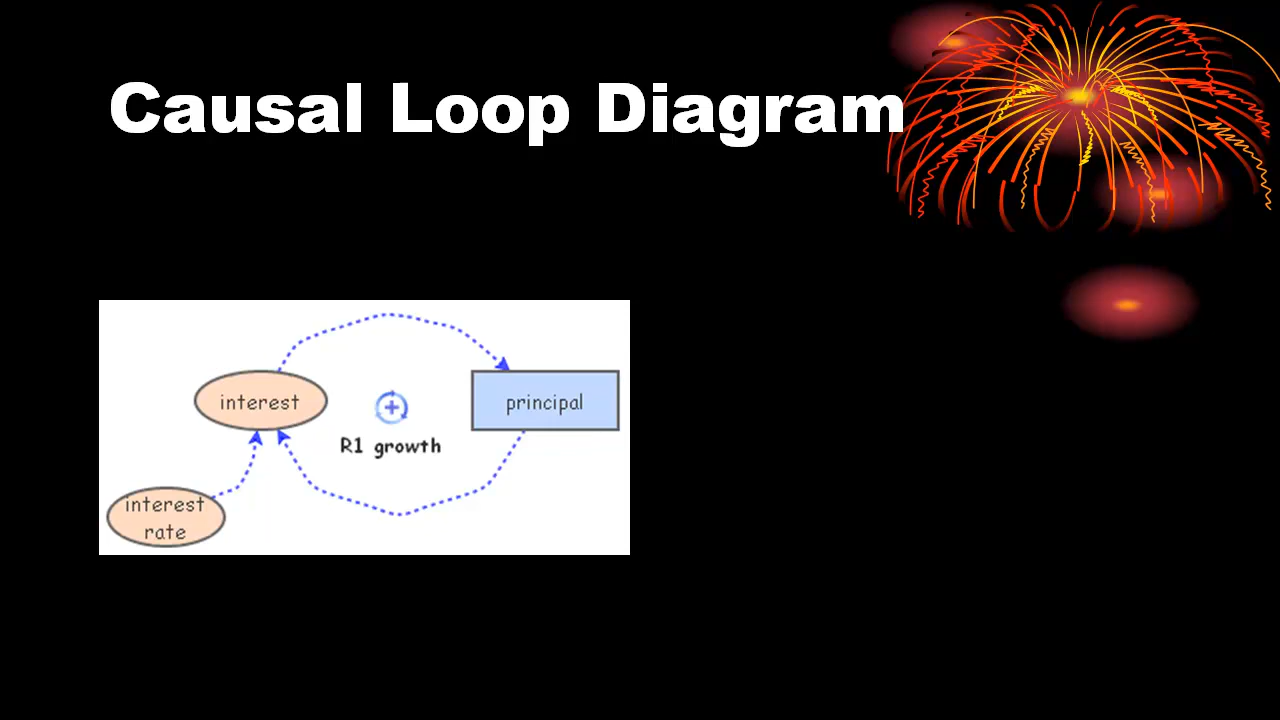 Causal Loop Diagram
interest
principal
+
R1 growth
interest
rate